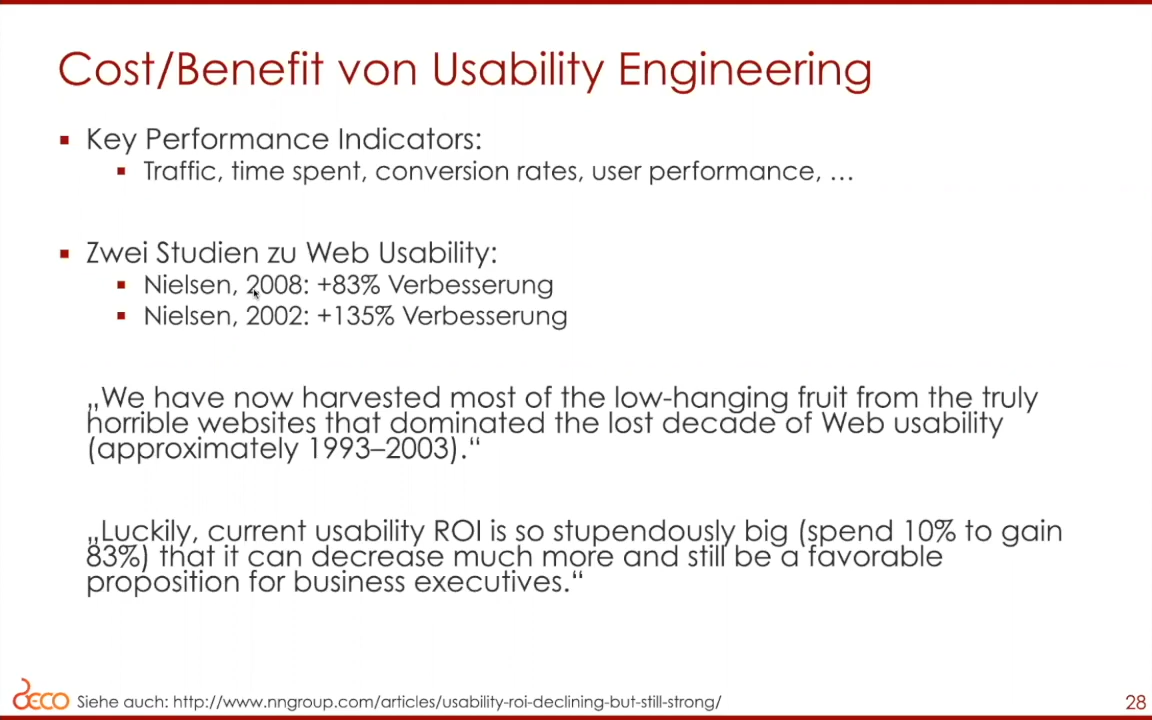 Cost/Benefit von Usability Engineering
Key Performance Indicators:
Traffic, time spent, conversion rates, user performance, …
Zwei Studien zu Web Usability:
Nielsen, 2008: +83% Verbesserung
Nielsen, 2002: +135% Verbesserung
„We have now harvested most of the low-hanging fruit from the truly
horrible websites that dominated the lost decade of Web usability
(approximately 1993–2003).“
„Luckily, current usability ROI is so stupendously big (spend 10% to gain
83%) that it can decrease much more and still be a favorable
proposition for business executives.“
DECO Siehe auch: http://www.nngroup.com/articles/usability-roi-declining-but-still-strong/
28